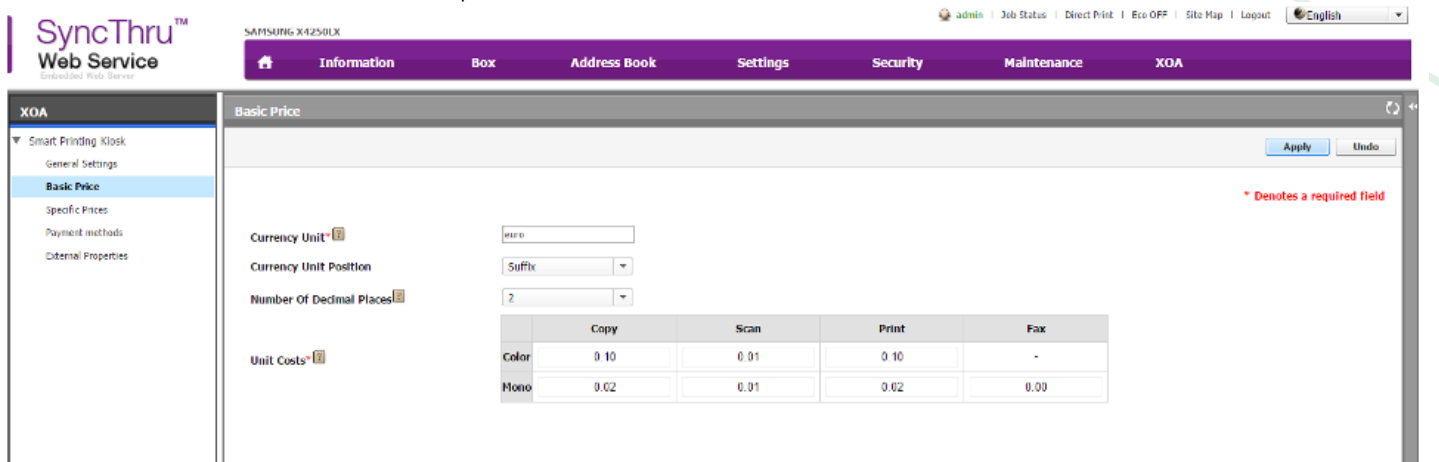 admin | Job Status | Direct Print | Eco OFF | Site Map | Logout English
SyncThru™
Web Service
Embedded Web Server
SAMSUNG X4250LX
Information Box Address Book Settings Security Maintenance XOA
XOA
Basic Price
Smart Printing Kiosk
General Settings
Basic Price
Specific Prices
Payment methods
External Properties
Apply Undo
* Denotes a required field
Currency Unit* euro
Currency Unit Position Suffix
Number Of Decimal Places 2
Copy Scan Print Fax
Unit Costs*
Color 0.10 0.01 0.10 -
Mono 0.02 0.01 0.02 0.00